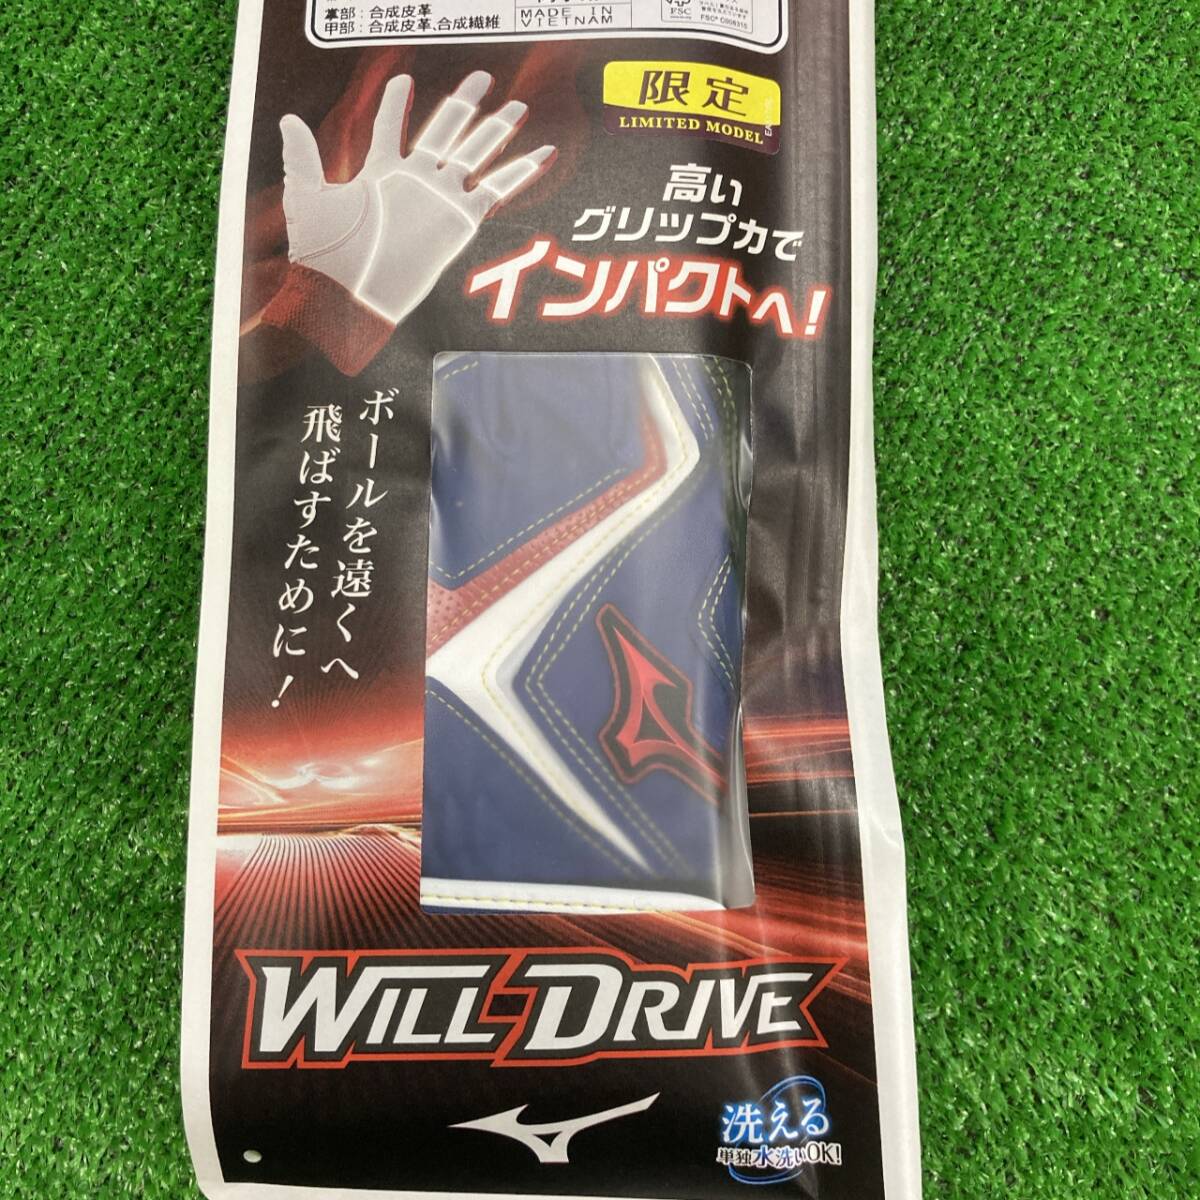 掌部：合成皮革
甲部：合成皮革、合成繊維
MADE IN
VIETNAM
FSC
FSC® C008315
限定
LIMITED MODEL
高い
グリップ力で
インパクトへ！
ボールを遠くへ
飛ばすために！
WILL-DRIVE
洗える
単独水洗いOK!